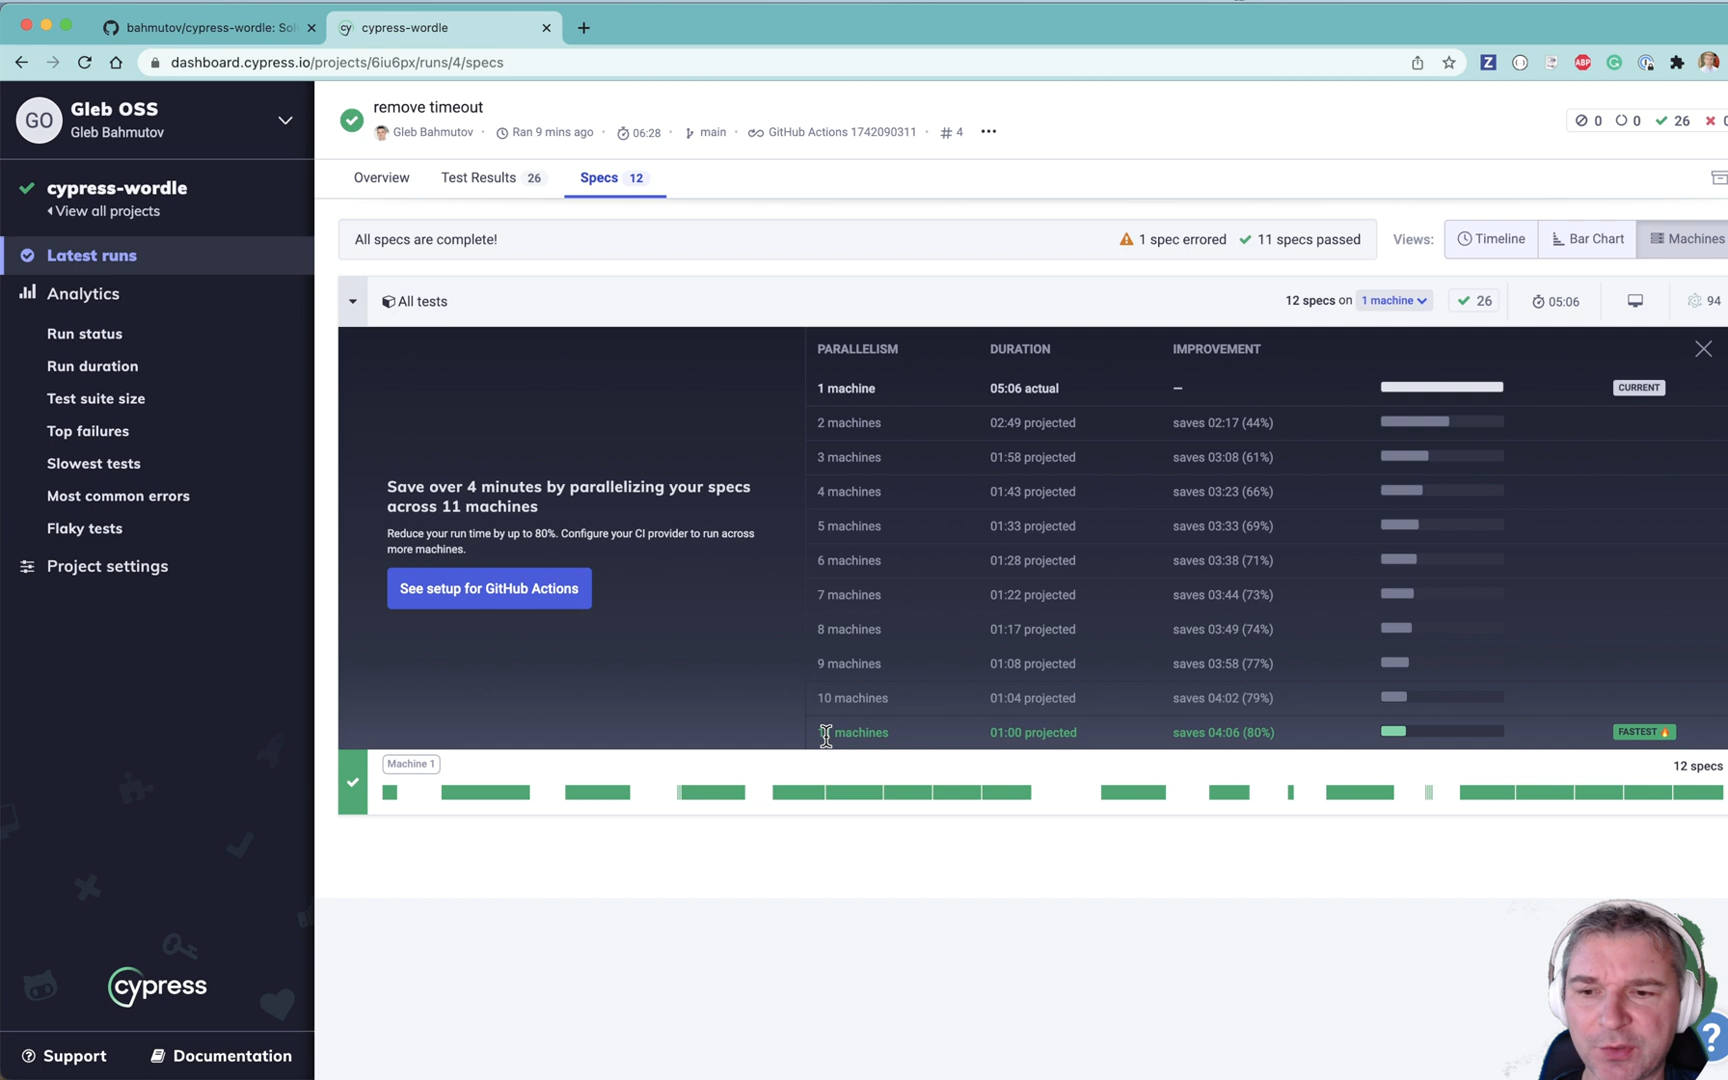 bahmutov/cypress-wordle: Sol
cypress-wordle
dashboard.cypress.io/projects/6iu6px/runs/4/specs
Z
ABP
GO
Gleb OSS
Gleb Bahmutov
cypress-wordle
View all projects
Latest runs
Analytics
Run status
Run duration
Test suite size
Top failures
Slowest tests
Most common errors
Flaky tests
Project settings
cypress
Support
Documentation
remove timeout
Gleb Bahmutov · Ran 9 mins ago · 06:28 · main · GitHub Actions 1742090311 · # 4 •••
0 0 26 0
Overview Test Results 26 Specs 12
All specs are complete! 1 spec errored 11 specs passed Views: Timeline Bar Chart Machines
All tests 12 specs on 1 machine 26 05:06 94
PARALLELISM DURATION IMPROVEMENT
1 machine 05:06 actual – CURRENT
2 machines 02:49 projected saves 02:17 (44%)
3 machines 01:58 projected saves 03:08 (61%)
4 machines 01:43 projected saves 03:23 (66%)
5 machines 01:33 projected saves 03:33 (69%)
6 machines 01:28 projected saves 03:38 (71%)
7 machines 01:22 projected saves 03:44 (73%)
8 machines 01:17 projected saves 03:49 (74%)
9 machines 01:08 projected saves 03:58 (77%)
10 machines 01:04 projected saves 04:02 (79%)
machines 01:00 projected saves 04:06 (80%) FASTEST
Save over 4 minutes by parallelizing your specs
across 11 machines
Reduce your run time by up to 80%. Configure your CI provider to run across
more machines.
See setup for GitHub Actions
Machine 1
12 specs
?